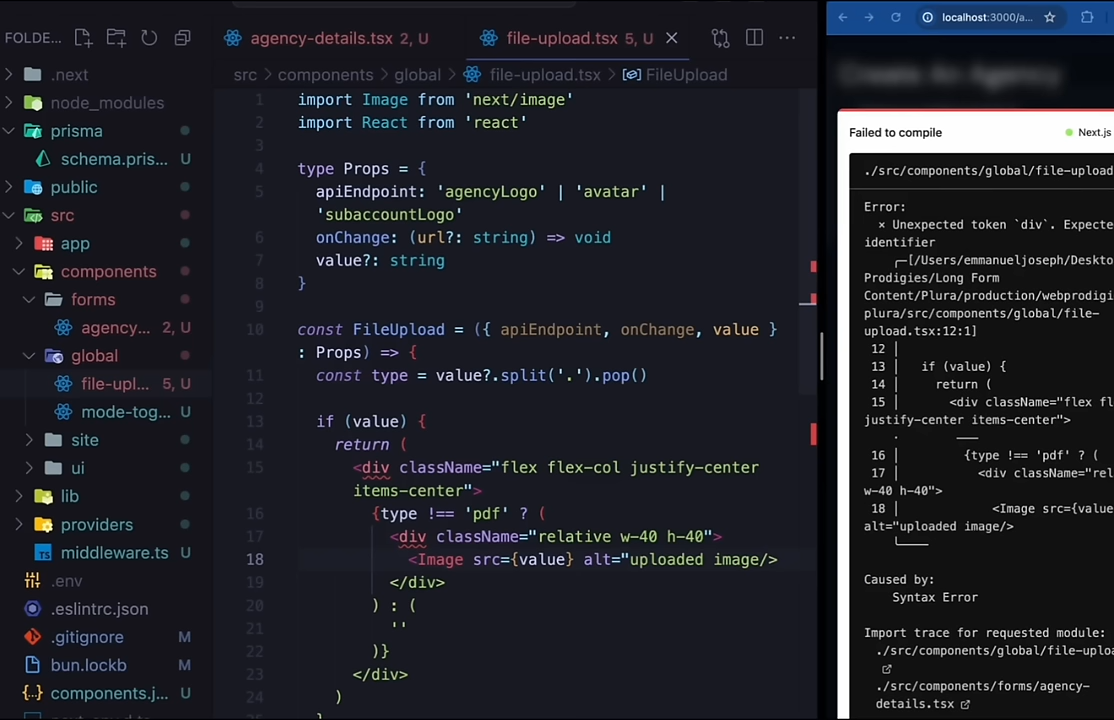 FOLDE...
.next
node_modules
prisma
schema.pris... U
public
src
app
components
forms
agency... 2, U
global
file-upl... 5, U
mode-tog... U
site
ui
lib
providers
middleware.ts U
.env
.eslintrc.json
.gitignore M
bun.lockb M
components.j... M
agency-details.tsx 2, U
file-upload.tsx 5, U
src > components > global > file-upload.tsx > FileUpload
1 import Image from 'next/image'
2 import React from 'react'
3
4 type Props = {
5 apiEndpoint: 'agencyLogo' | 'avatar' |
'subaccountLogo'
6 onChange: (url?: string) => void
7 value?: string
8 }
9
10 const FileUpload = ({ apiEndpoint, onChange, value }
: Props) => {
11 const type = value?.split('.').pop()
12
13 if (value) {
14 return (
15 <div className="flex flex-col justify-center
items-center">
16 {type !== 'pdf' ? (
17 <div className="relative w-40 h-40">
18 <Image src={value} alt="uploaded image/>
19 </div>
20 ) : (
21 ''
22 )}
23 </div>
24 )
localhost:3000/a...
Create An Agency
Failed to compile
Next.js
./src/components/global/file-upload
Error:
× Unexpected token `div`. Expecte
identifier
[/Users/emmanueljoseph/Deskto
Prodigies/Long Form
Content/Plura/production/webprodigi
plura/src/components/global/file-
upload.tsx:12:1]
12 |
13 | if (value) {
14 | return (
15 | <div className="flex fl
justify-center items-center">
16 | {type !== 'pdf' ? (
17 | <div className="rel
w-40 h-40">
18 | <Image src={value
alt="uploaded image/>
Caused by:
Syntax Error
Import trace for requested module:
./src/components/global/file-uploa
./src/components/forms/agency-
details.tsx